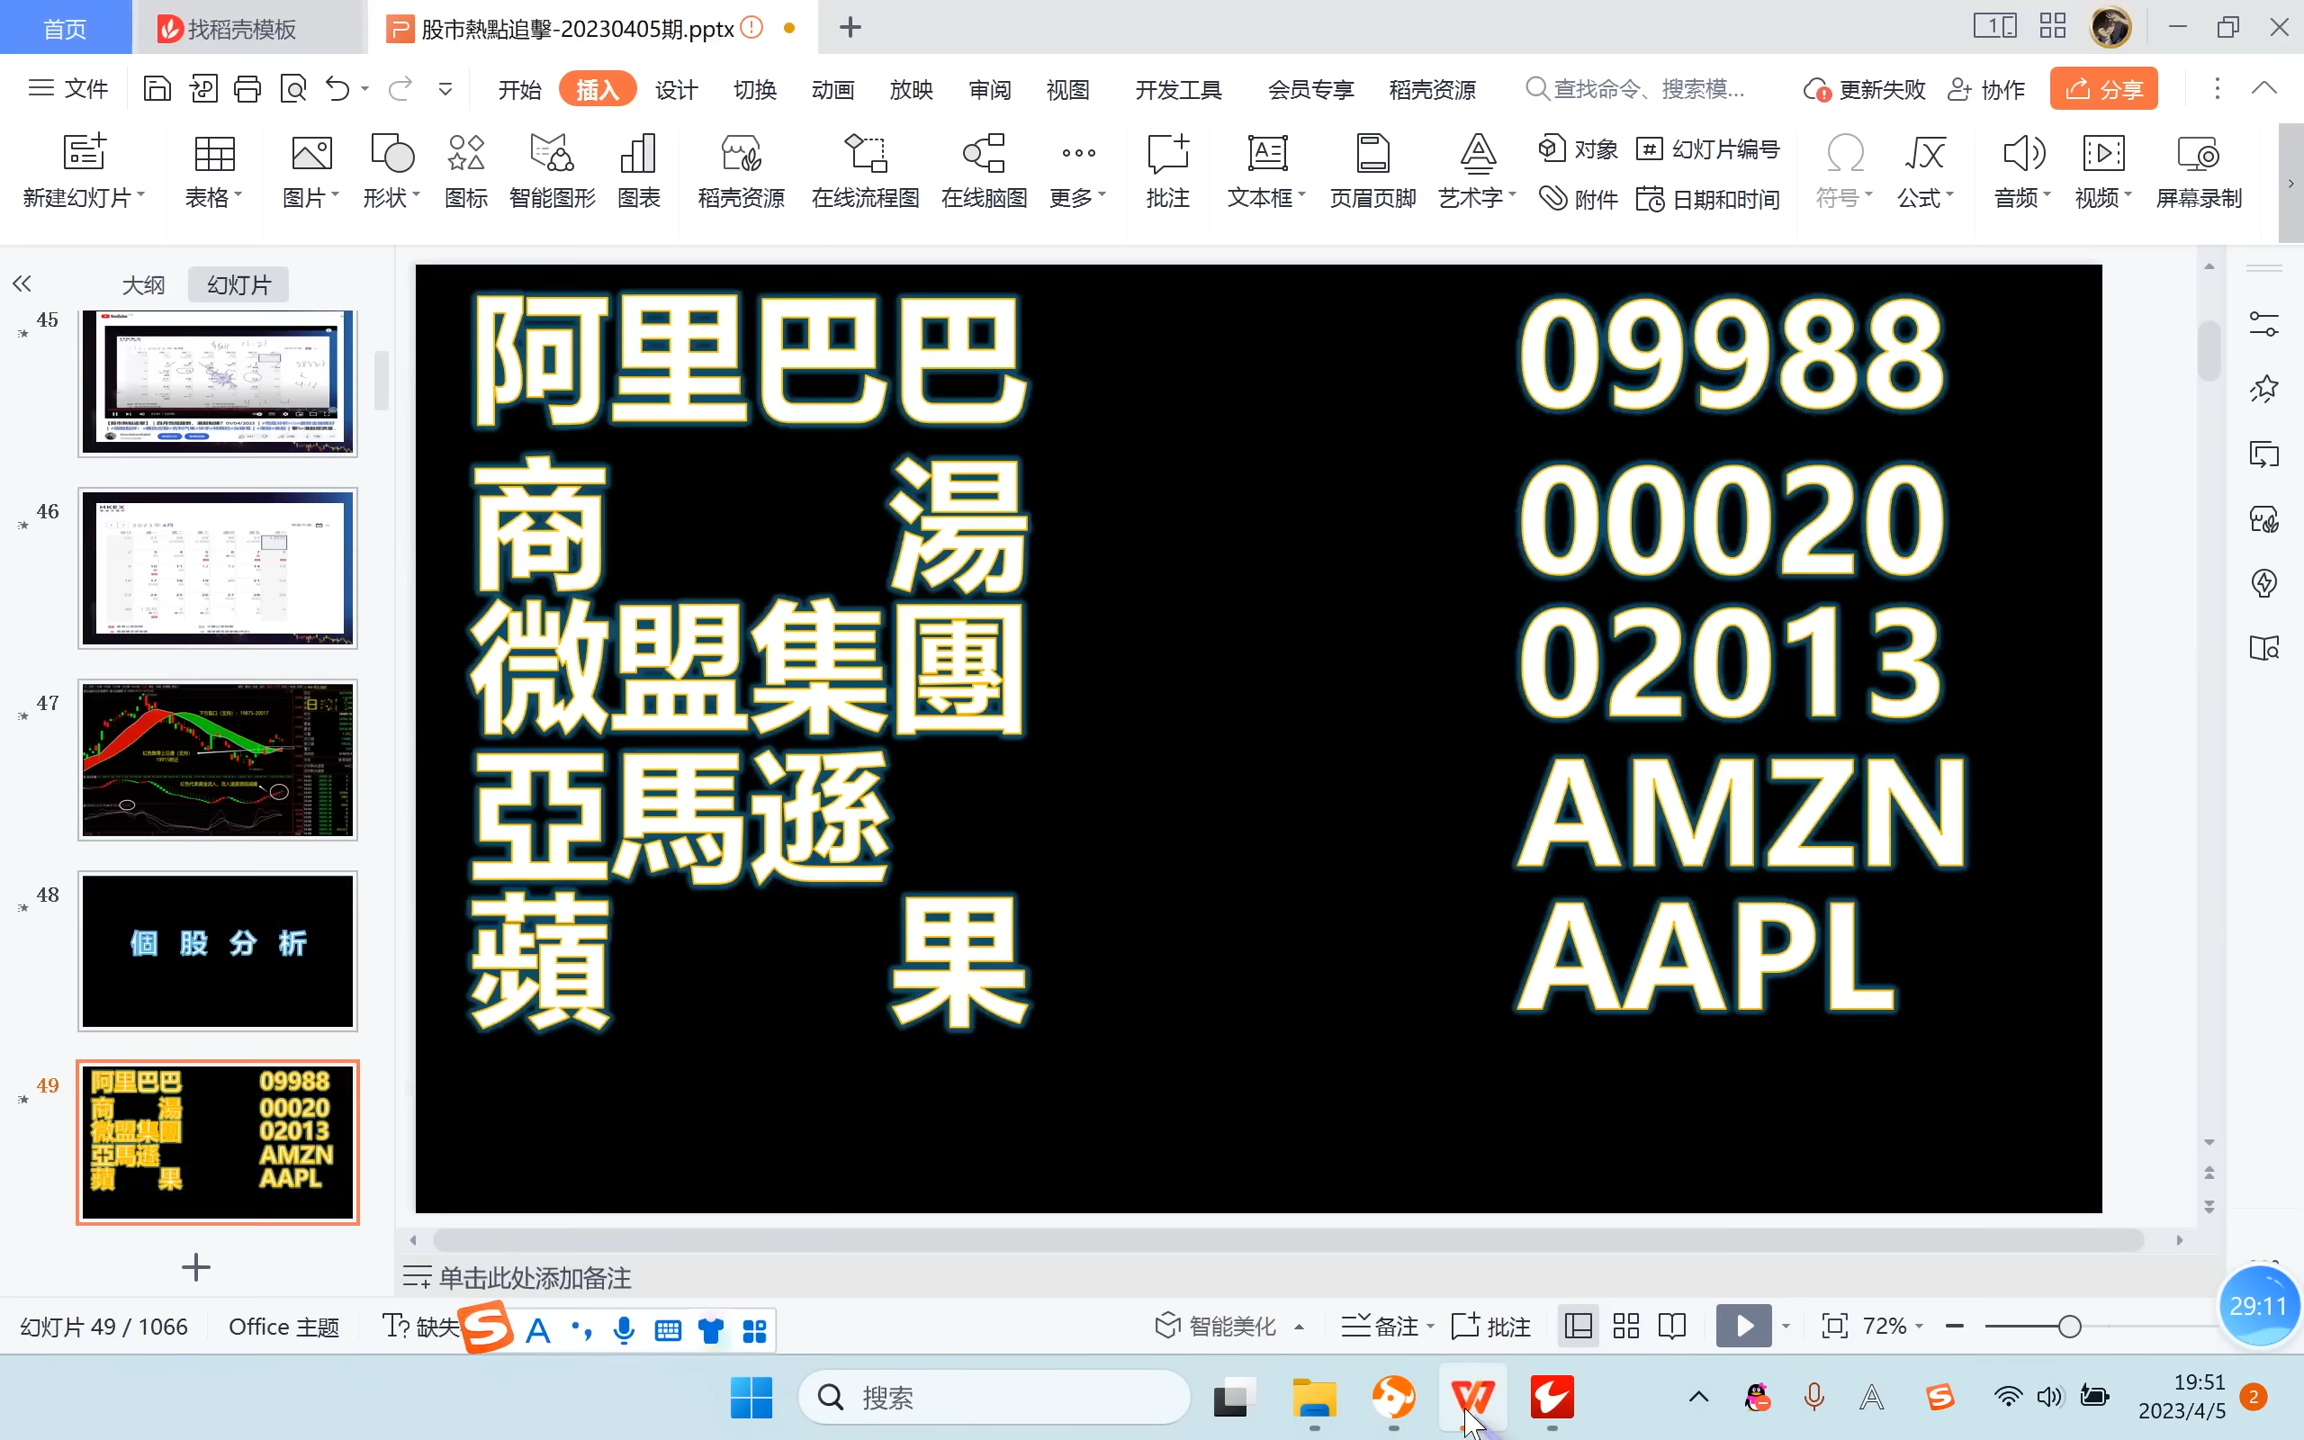 首页
找稻壳模板
股市熱點追擊-20230405期.pptx
文件
开始
插入
设计
切换
动画
放映
审阅
视图
开发工具
会员专享
稻壳资源
查找命令、搜索模...
更新失败
协作
分享
新建幻灯片
表格
图片
形状
图标
智能图形
图表
稻壳资源
在线流程图
在线脑图
更多
批注
文本框
页眉页脚
艺术字
对象
附件
幻灯片编号
日期和时间
符号
公式
音频
视频
屏幕录制
大纲
幻灯片
45
46
HKEX
2023年4月
47
48
個股分析
49
阿里巴巴 09988
商湯 00020
微盟集團 02013
亞馬遜 AMZN
蘋果 AAPL
阿里巴巴 09988
商湯 00020
微盟集團 02013
亞馬遜 AMZN
蘋果 AAPL
单击此处添加备注
幻灯片 49 / 1066
Office 主题
缺失
智能美化
备注
批注
72%
29:11
搜索
19:51
2023/4/5
2